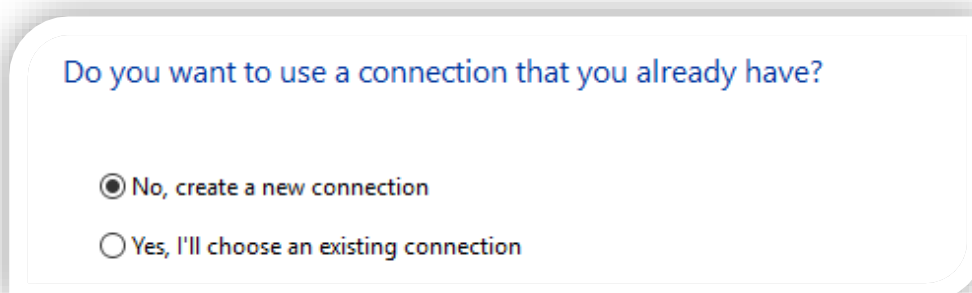 Do you want to use a connection that you already have?
No, create a new connection
Yes, I'll choose an existing connection